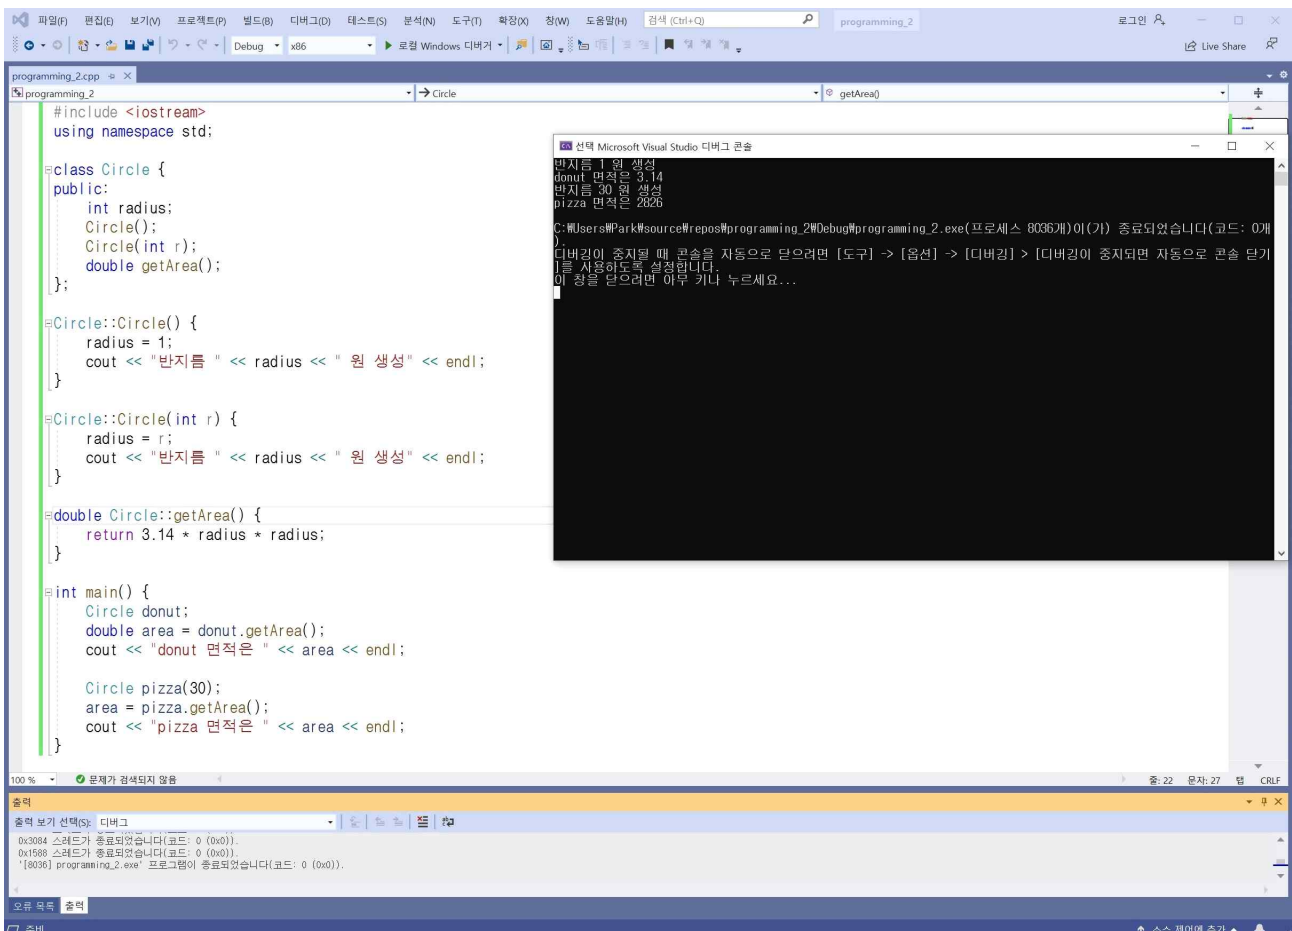 파일(F) 편집(E) 보기(V) 프로젝트(P) 빌드(B) 디버그(D) 테스트(S) 분석(N) 도구(T) 확장(X) 창(W) 도움말(H) 검색 (Ctrl+Q) programming_2 로그인
Debug x86 로컬 Windows 디버거 Live Share
programming_2.cpp
programming_2 Circle getArea()
#include <iostream>
using namespace std;
class Circle {
public:
int radius;
Circle();
Circle(int r);
double getArea();
};
Circle::Circle() {
radius = 1;
cout << "반지름 " << radius << " 원 생성" << endl;
}
Circle::Circle(int r) {
radius = r;
cout << "반지름 " << radius << " 원 생성" << endl;
}
double Circle::getArea() {
return 3.14 * radius * radius;
}
int main() {
Circle donut;
double area = donut.getArea();
cout << "donut 면적은 " << area << endl;
Circle pizza(30);
area = pizza.getArea();
cout << "pizza 면적은 " << area << endl;
}
선택 Microsoft Visual Studio 디버그 콘솔
반지름 1 원 생성
donut 면적은 3.14
반지름 30 원 생성
pizza 면적은 2826
C:₩Users₩Park₩source₩repos₩programming_2₩Debug₩programming_2.exe(프로세스 8036개)이(가) 종료되었습니다(코드: 0개
).
디버깅이 중지될 때 콘솔을 자동으로 닫으려면 [도구] -> [옵션] -> [디버깅] > [디버깅이 중지되면 자동으로 콘솔 닫기
]를 사용하도록 설정합니다.
이 창을 닫으려면 아무 키나 누르세요...
100 % 문제가 검색되지 않음 줄: 22 문자: 27 탭 CRLF
출력
출력 보기 선택(S): 디버그
0x3084 스레드가 종료되었습니다(코드: 0 (0x0)).
0x1588 스레드가 종료되었습니다(코드: 0 (0x0)).
'[8036] programming_2.exe' 프로그램이 종료되었습니다(코드: 0 (0x0)).
오류 목록 출력
준비 소스 제어에 추가